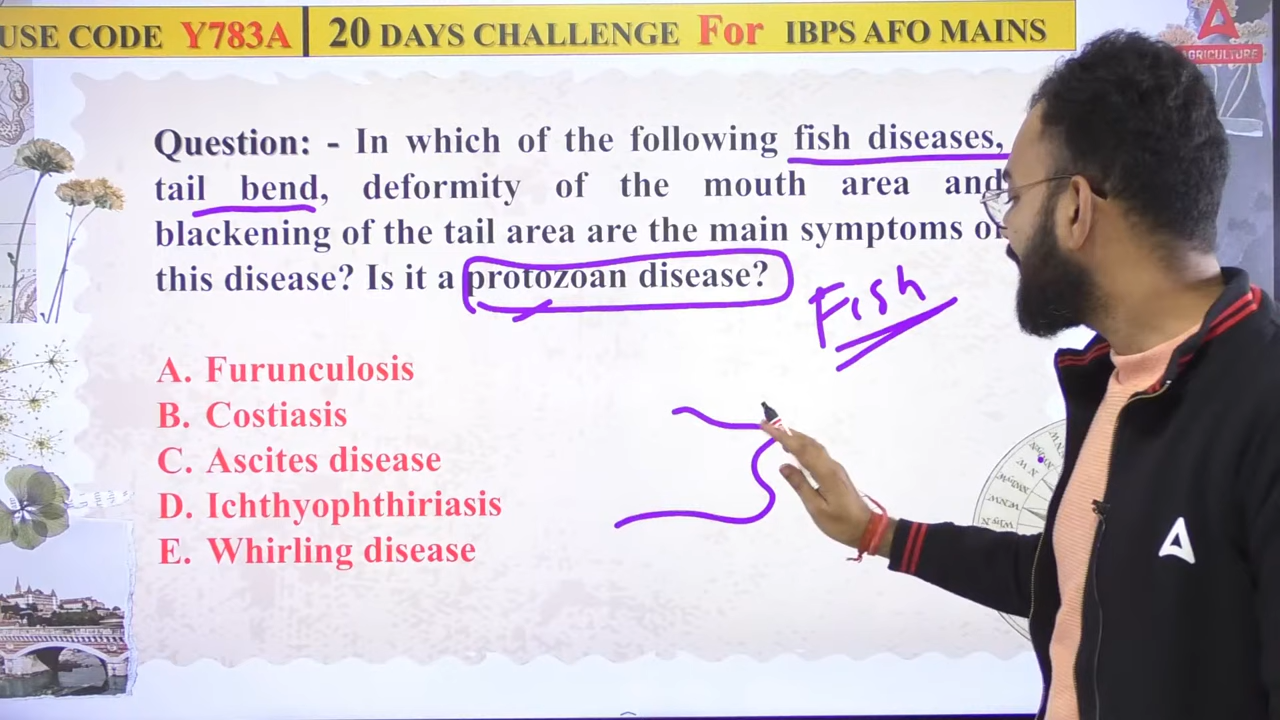 USE CODE Y783A 20 DAYS CHALLENGE For IBPS AFO MAINS
AGRICULTURE
Question: - In which of the following fish diseases,
tail bend, deformity of the mouth area and
blackening of the tail area are the main symptoms
this disease? Is it a protozoan disease?
Fish
A. Furunculosis
B. Costiasis
C. Ascites disease
D. Ichthyophthiriasis
E. Whirling disease